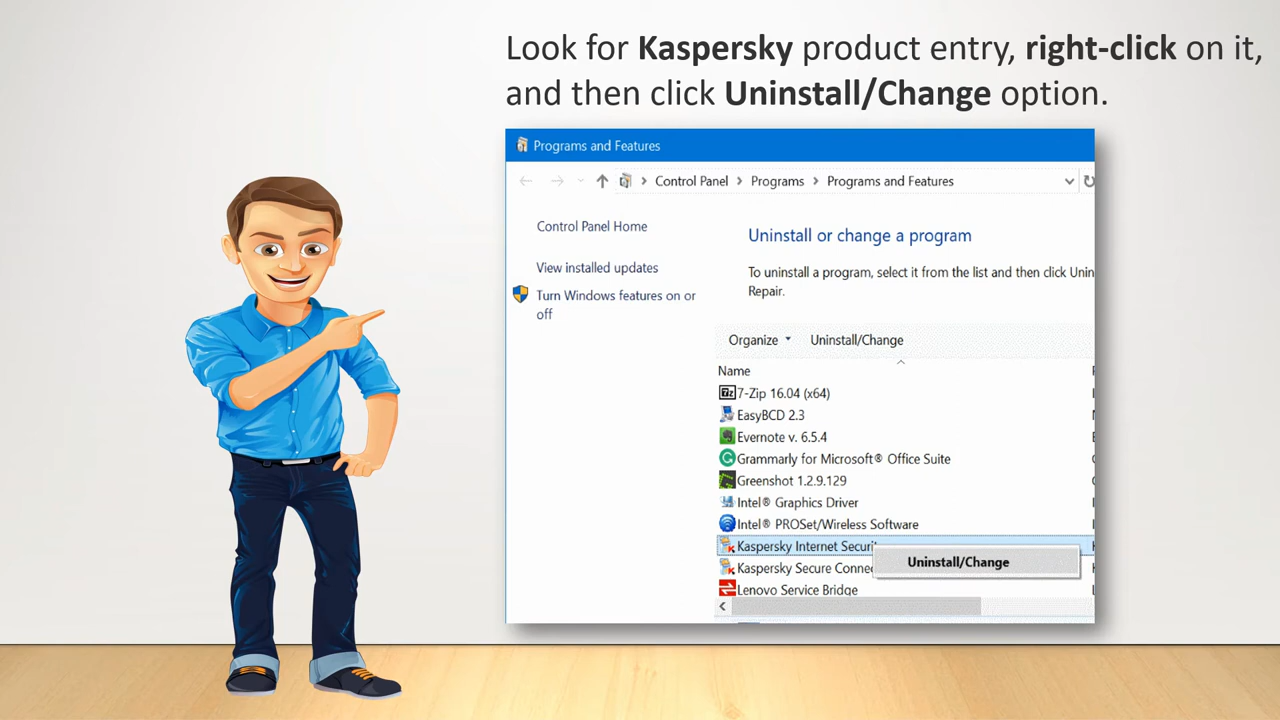 Look for Kaspersky product entry, right-click on it,
and then click Uninstall/Change option.
Programs and Features
Control Panel > Programs > Programs and Features
Control Panel Home
View installed updates
Turn Windows features on or
off
Uninstall or change a program
To uninstall a program, select it from the list and then click Unin
Repair.
Organize Uninstall/Change
Name
7-Zip 16.04 (x64)
EasyBCD 2.3
Evernote v. 6.5.4
Grammarly for Microsoft® Office Suite
Greenshot 1.2.9.129
Intel® Graphics Driver
Intel® PROSet/Wireless Software
Kaspersky Internet Securit
Uninstall/Change
Kaspersky Secure Connec
Lenovo Service Bridge